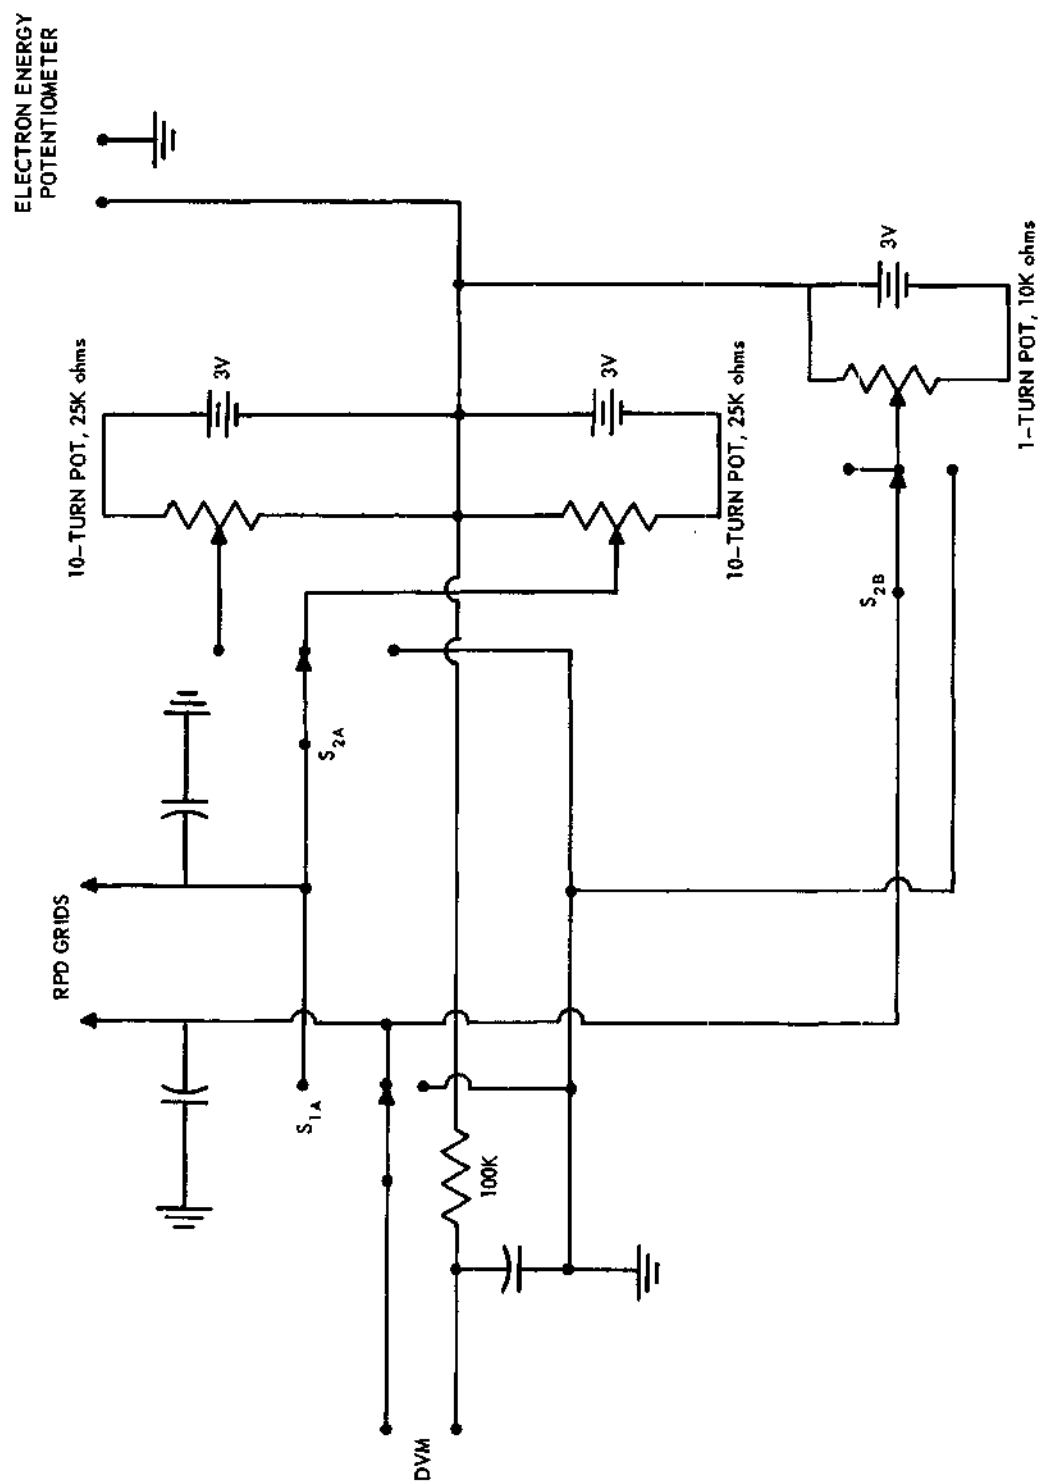 ELECTRON ENERGY
POTENTIOMETER
10-TURN POT, 25K ohms
3V
3V
10-TURN POT, 25K ohms
3V
1-TURN POT, 10K ohms
S2B
S2A
RPD GRIDS
S1A
100K
DVM